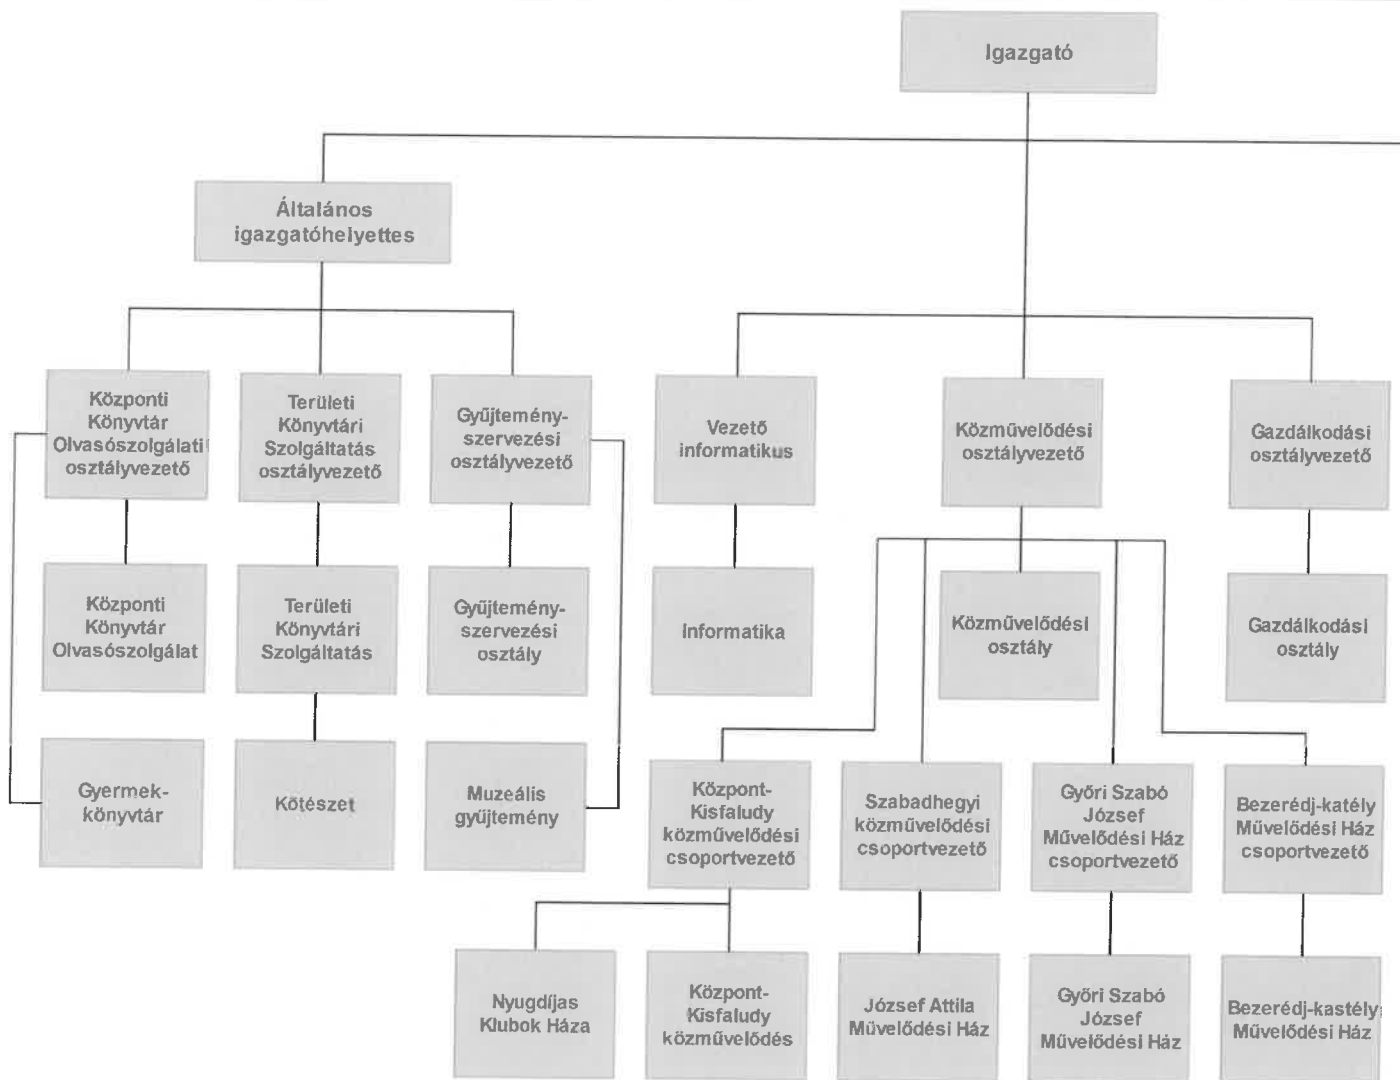 Igazgató
Általános
igazgatóhelyettes
Központi
Könyvtár
Olvasószolgálati
osztályvezető
Területi
Könyvtári
Szolgáltatás
osztályvezető
Gyűjtemény-
szervezési
osztályvezető
Vezető
informatikus
Közművelődési
osztályvezető
Gazdálkodási
osztályvezető
Központi
Könyvtár
Olvasószolgálat
Területi
Könyvtári
Szolgáltatás
Gyűjtemény-
szervezési
osztály
Informatika
Közművelődési
osztály
Gazdálkodási
osztály
Gyermek-
könyvtár
Kötészet
Muzeális
gyűjtemény
Központ-
Kisfaludy
közművelődési
csoportvezető
Szabadhegyi
közművelődési
csoportvezető
Győri Szabó
József
Művelődési Ház
csoportvezető
Bezerédj-katély
Művelődési Ház
csoportvezető
Nyugdíjas
Klubok Háza
Központ-
Kisfaludy
közművelődés
József Attila
Művelődési Ház
Győri Szabó
József
Művelődési Ház
Bezerédj-kastély
Művelődési Ház